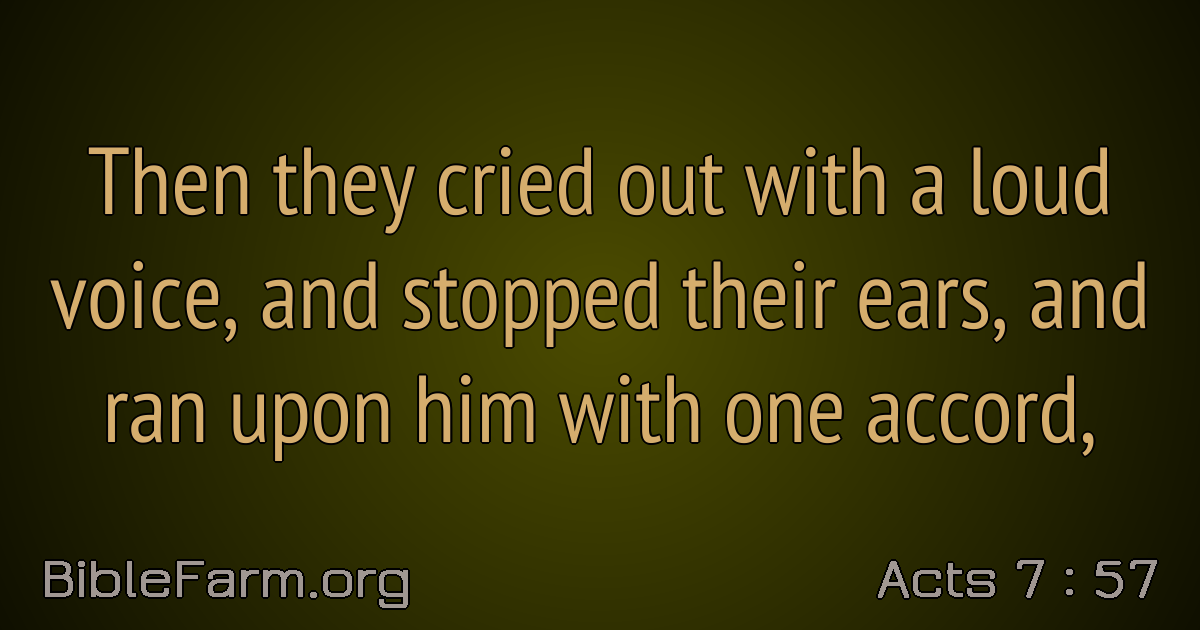 Then they cried out with a loud
voice, and stopped their ears, and
ran upon him with one accord,
BibleFarm.org
Acts 7 : 57